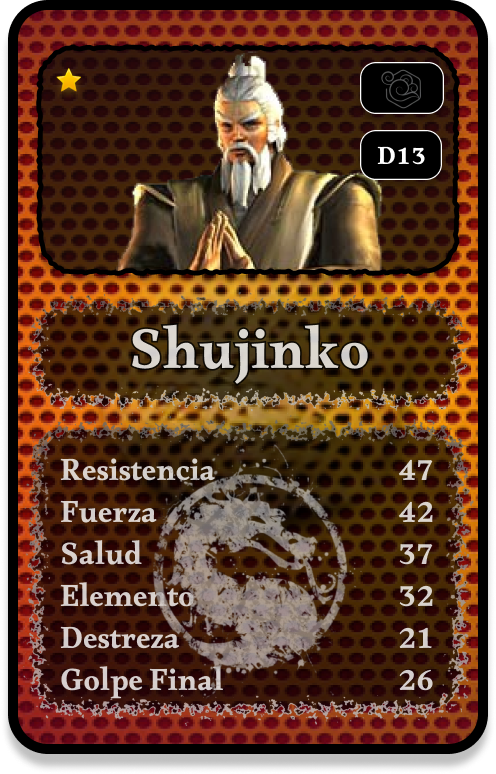 D13
Shujinko
Resistencia 47
Fuerza 42
Salud 37
Elemento 32
Destreza 21
Golpe Final 26